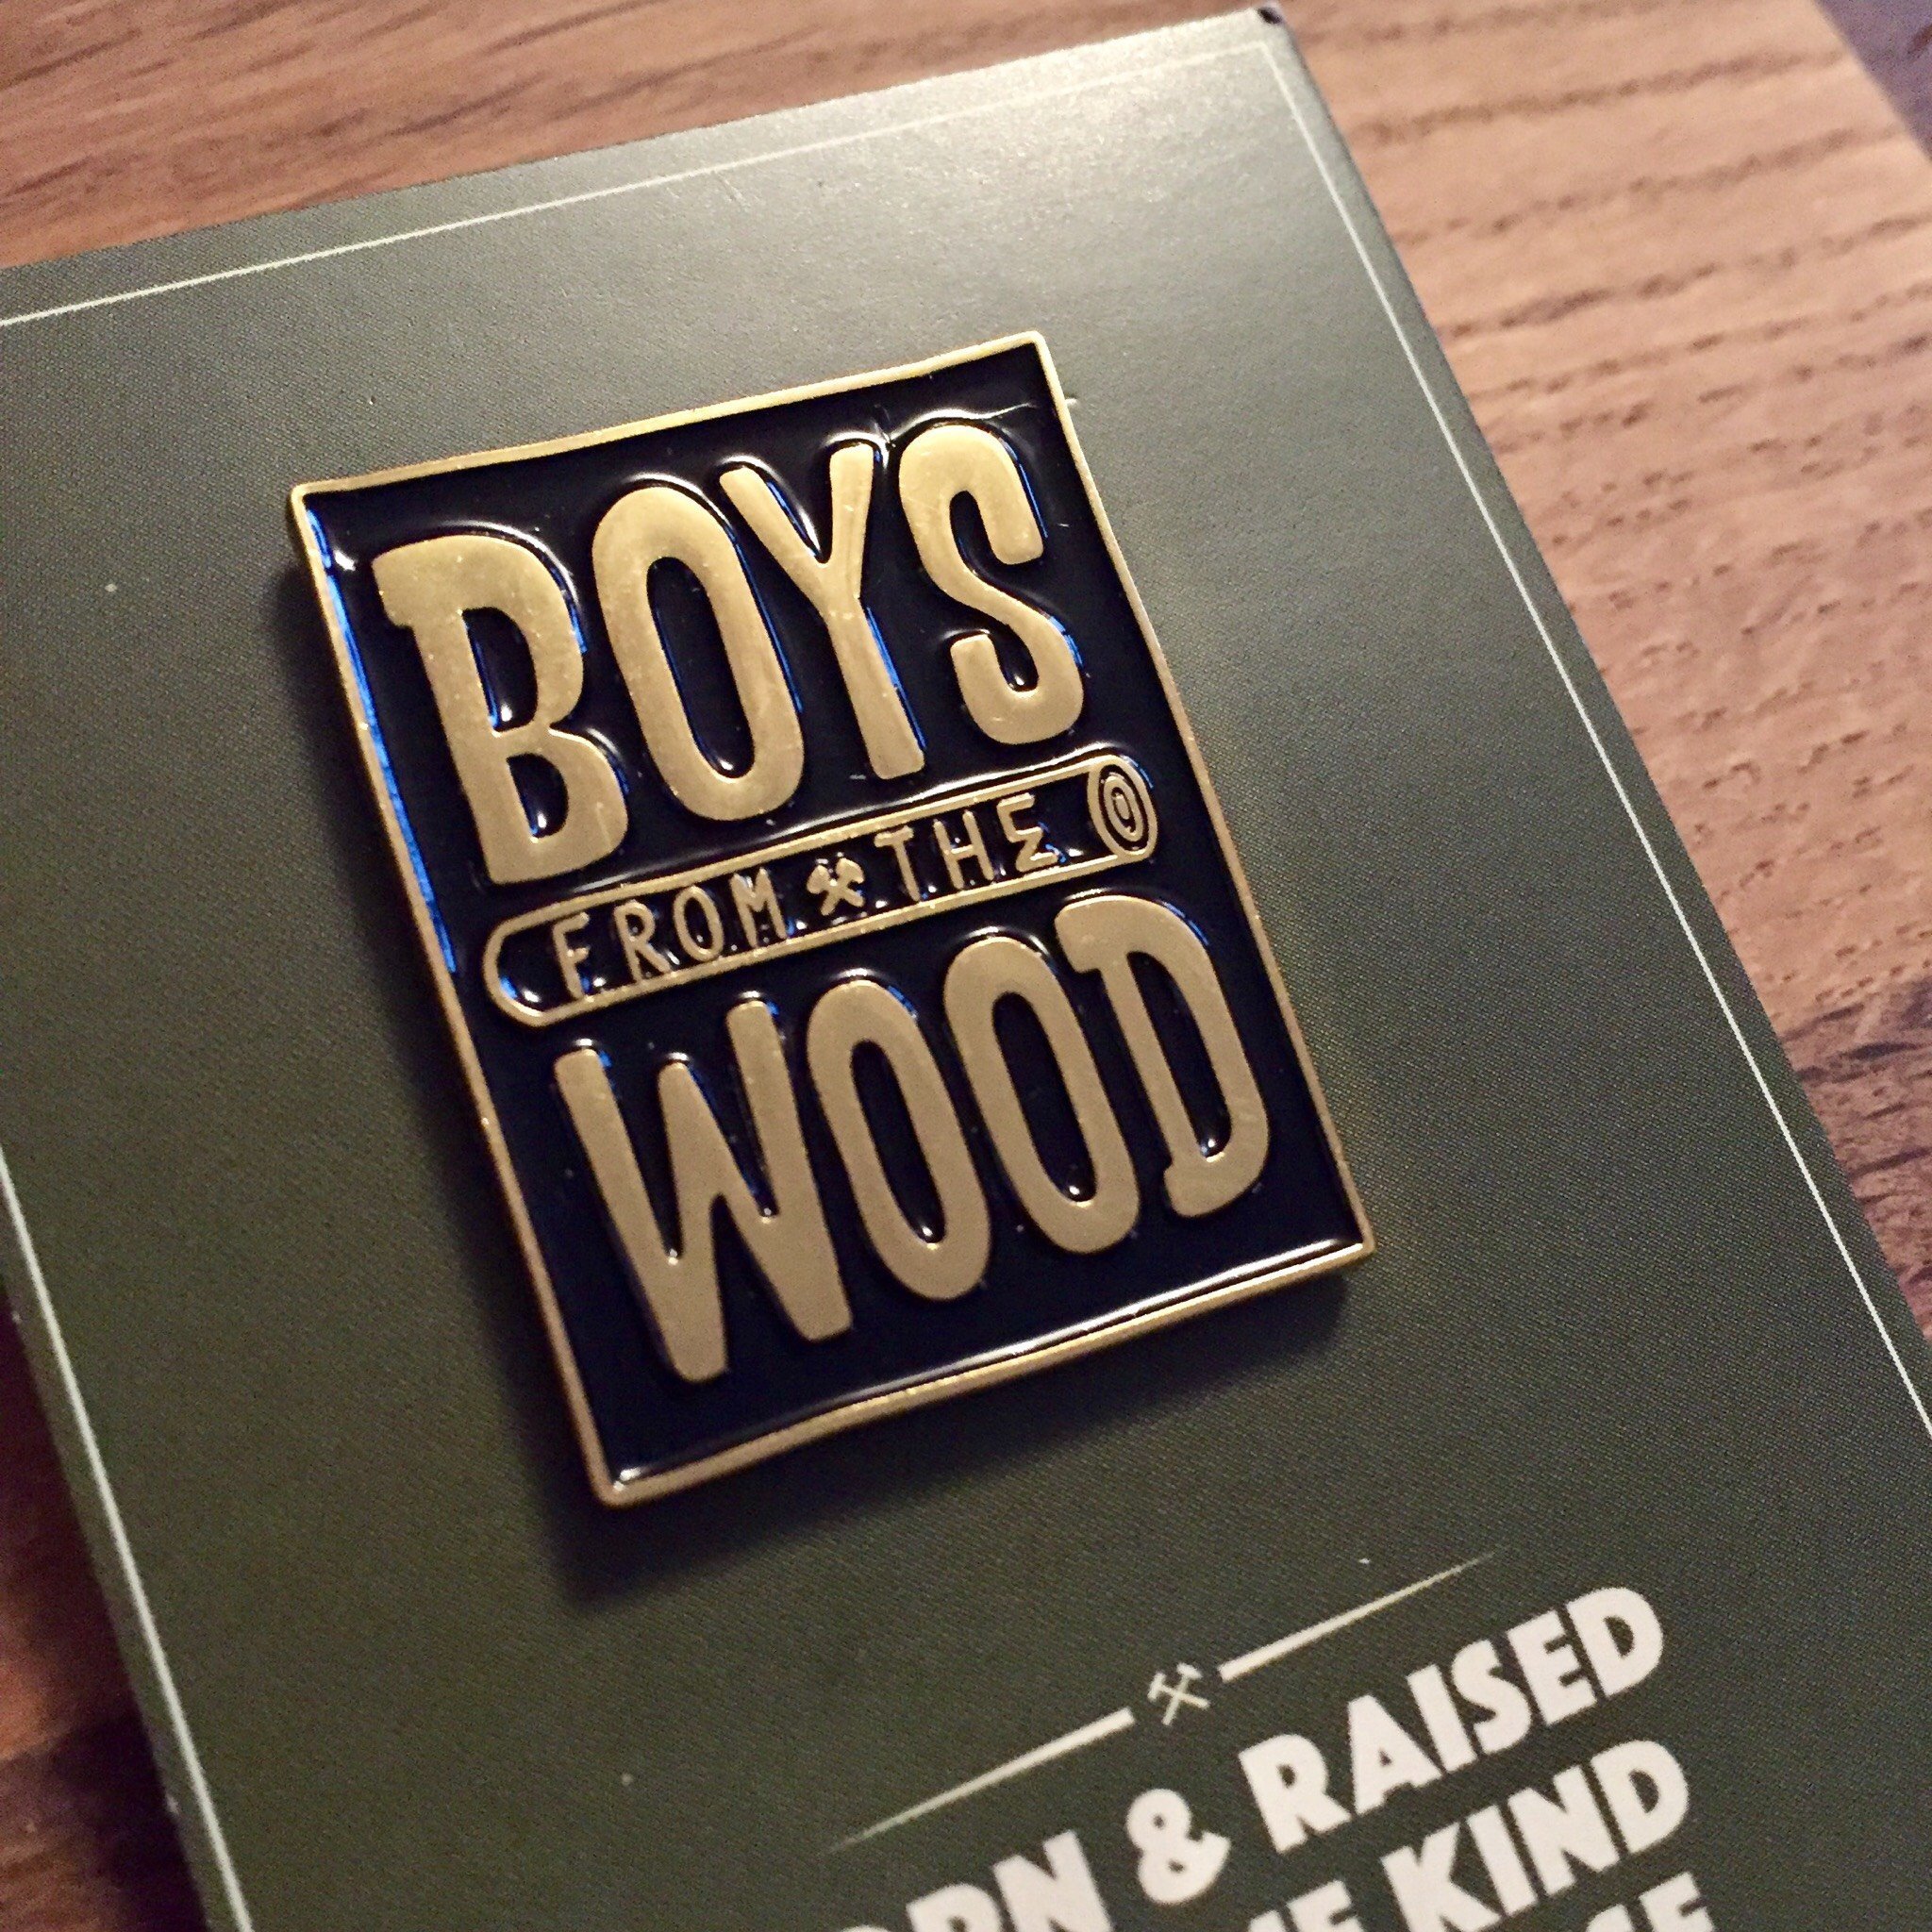 BOYS
FROM THE
WOOD
& RAISED
KIND